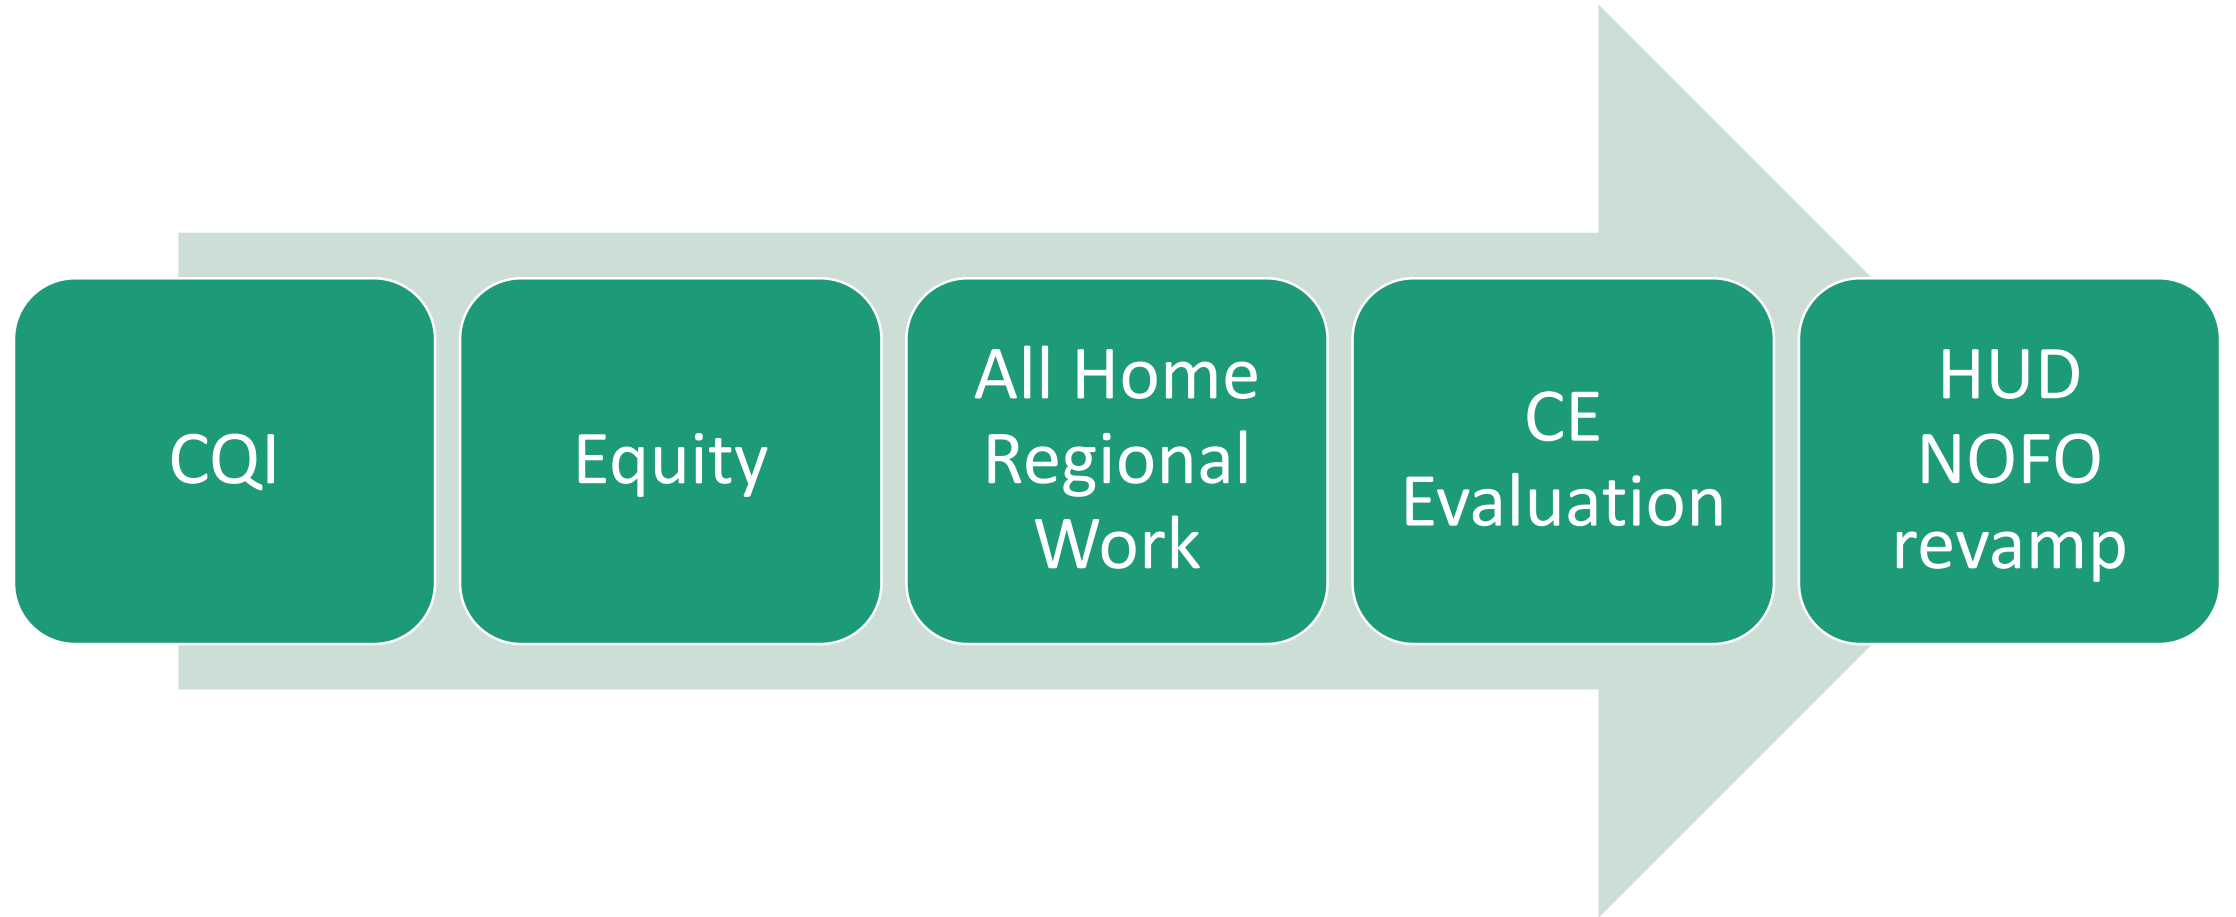 CQI
Equity
All Home
Regional
Work
CE
Evaluation
HUD
NOFO
revamp